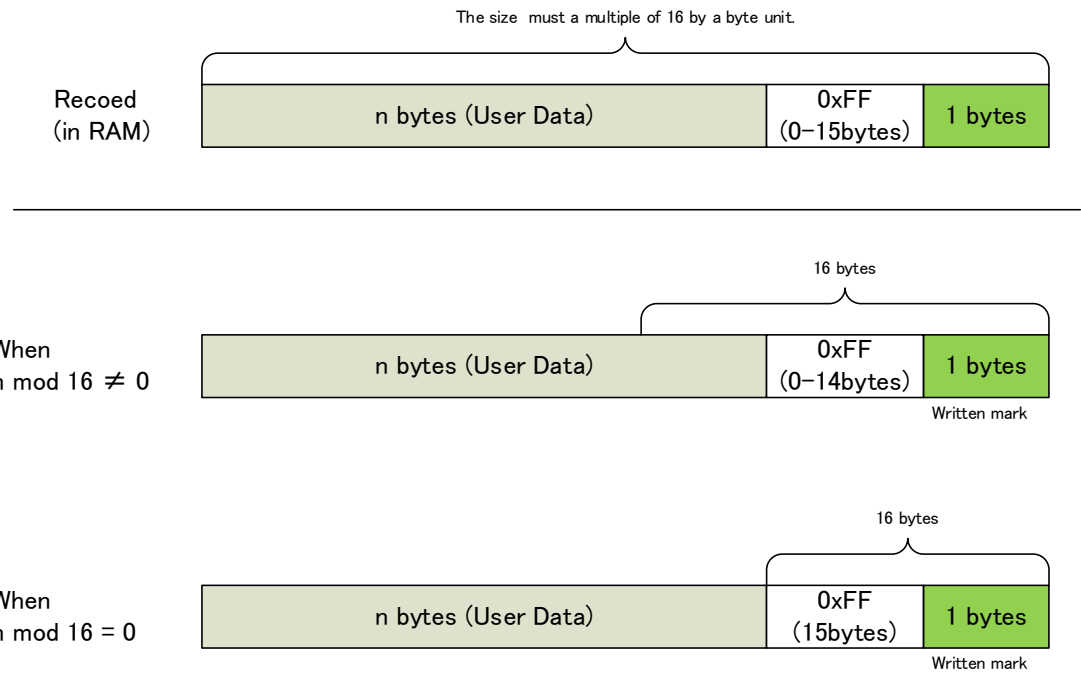 The size must a multiple of 16 by a byte unit.
Recoed
(in RAM)
n bytes (User Data)
0xFF
(0-15bytes)
1 bytes
16 bytes
When
n mod 16 ≠ 0
n bytes (User Data)
0xFF
(0-14bytes)
1 bytes
Written mark
16 bytes
When
n mod 16 = 0
n bytes (User Data)
0xFF
(15bytes)
1 bytes
Written mark